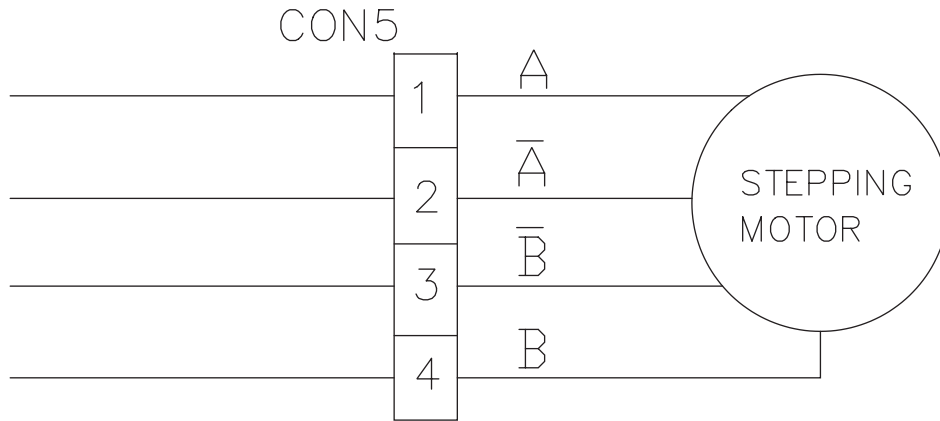 CON5
1 A
2 A̅
STEPPING
MOTOR
3 B̅
4 B